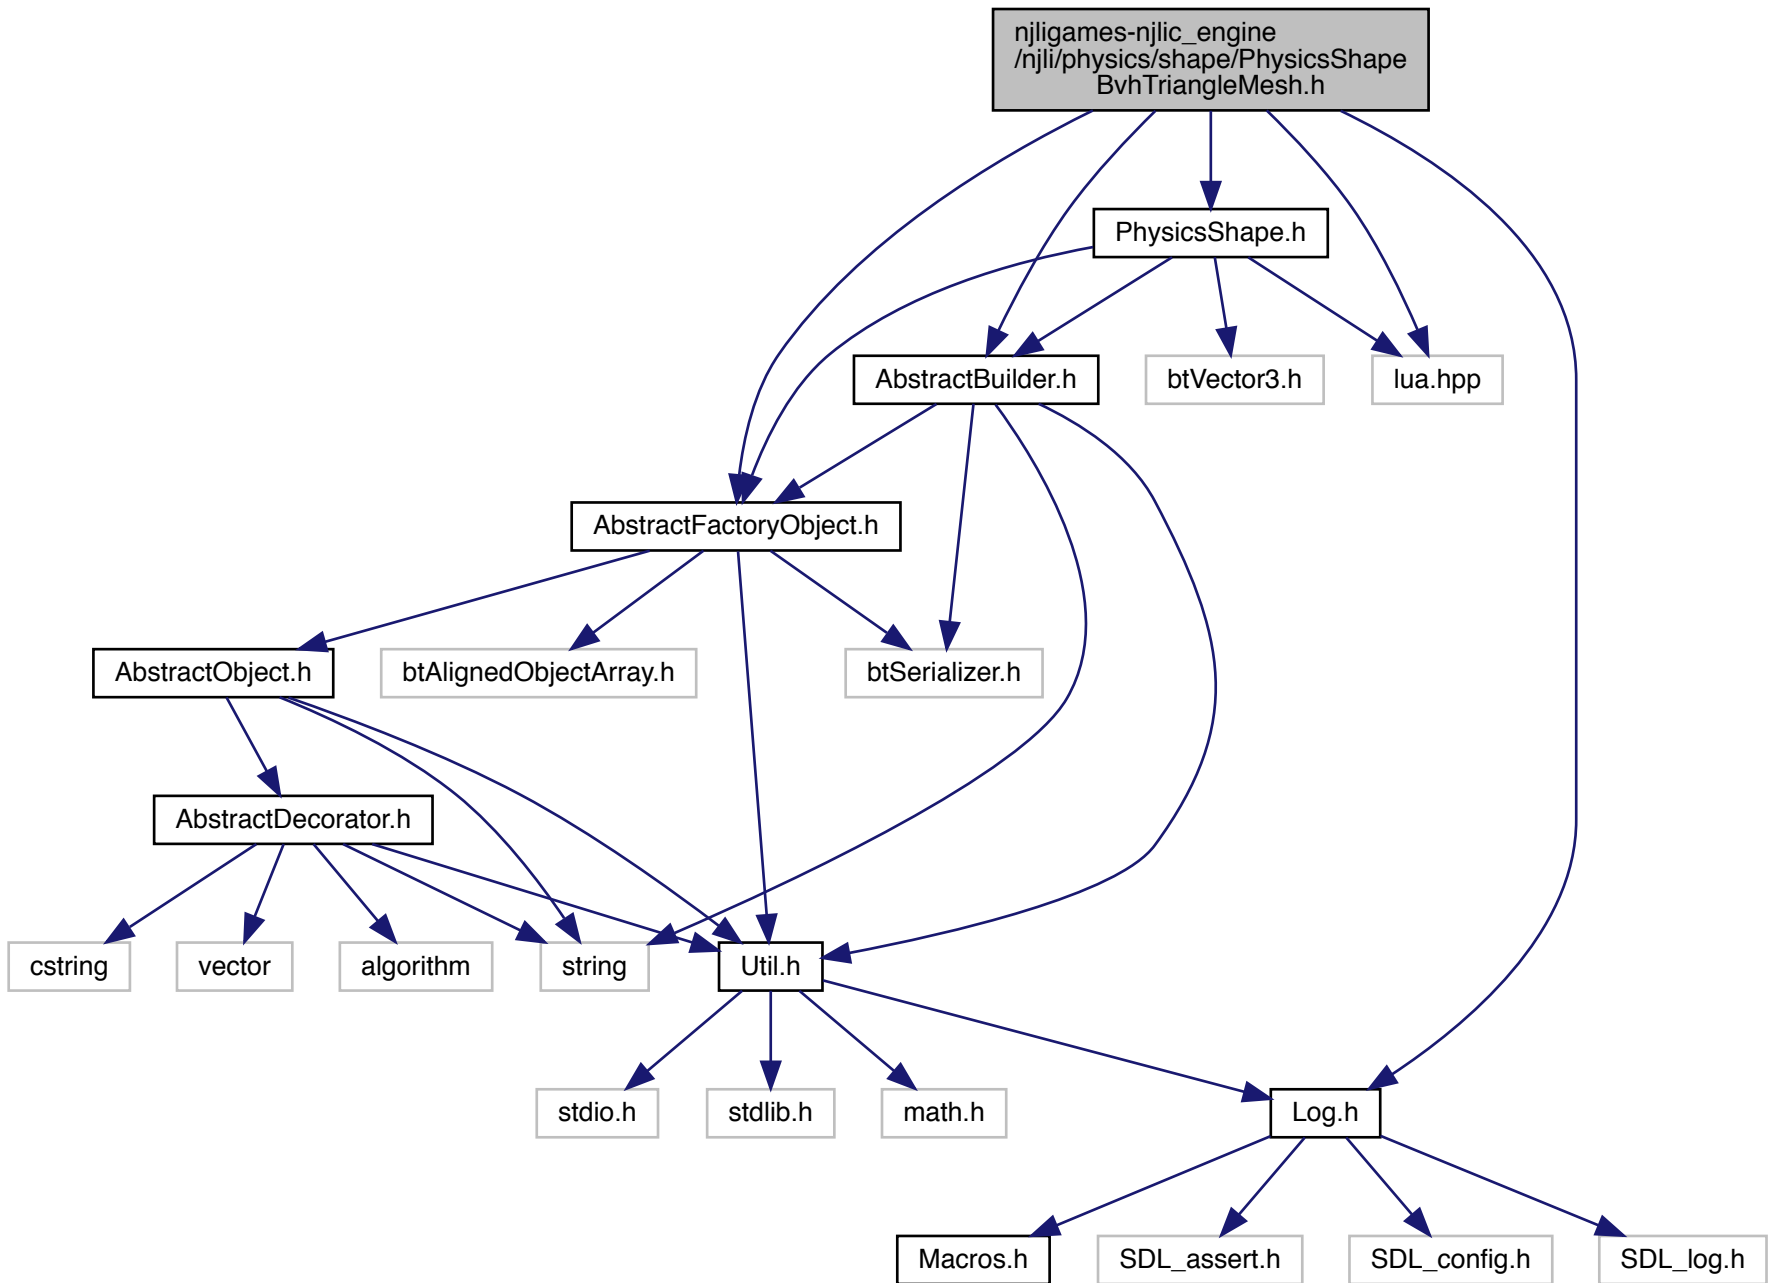 njligames-njlic_engine
/njli/physics/shape/PhysicsShape
BvhTriangleMesh.h
PhysicsShape.h
AbstractBuilder.h
btVector3.h
lua.hpp
AbstractFactoryObject.h
AbstractObject.h
btAlignedObjectArray.h
btSerializer.h
AbstractDecorator.h
cstring
vector
algorithm
string
Util.h
stdio.h
stdlib.h
math.h
Log.h
Macros.h
SDL_assert.h
SDL_config.h
SDL_log.h